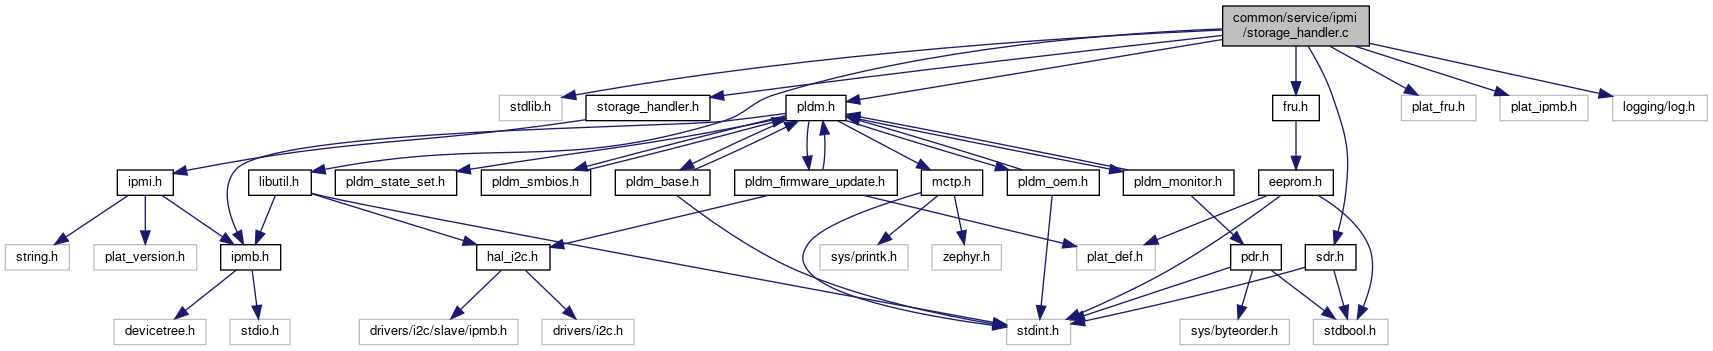 common/service/ipmi
/storage_handler.c
stdlib.h
storage_handler.h
pldm.h
fru.h
plat_fru.h
plat_ipmb.h
logging/log.h
ipmi.h
libutil.h
pldm_state_set.h
pldm_smbios.h
pldm_base.h
pldm_firmware_update.h
mctp.h
pldm_oem.h
pldm_monitor.h
eeprom.h
string.h
plat_version.h
ipmb.h
hal_i2c.h
sys/printk.h
zephyr.h
plat_def.h
pdr.h
sdr.h
devicetree.h
stdio.h
drivers/i2c/slave/ipmb.h
drivers/i2c.h
stdint.h
sys/byteorder.h
stdbool.h